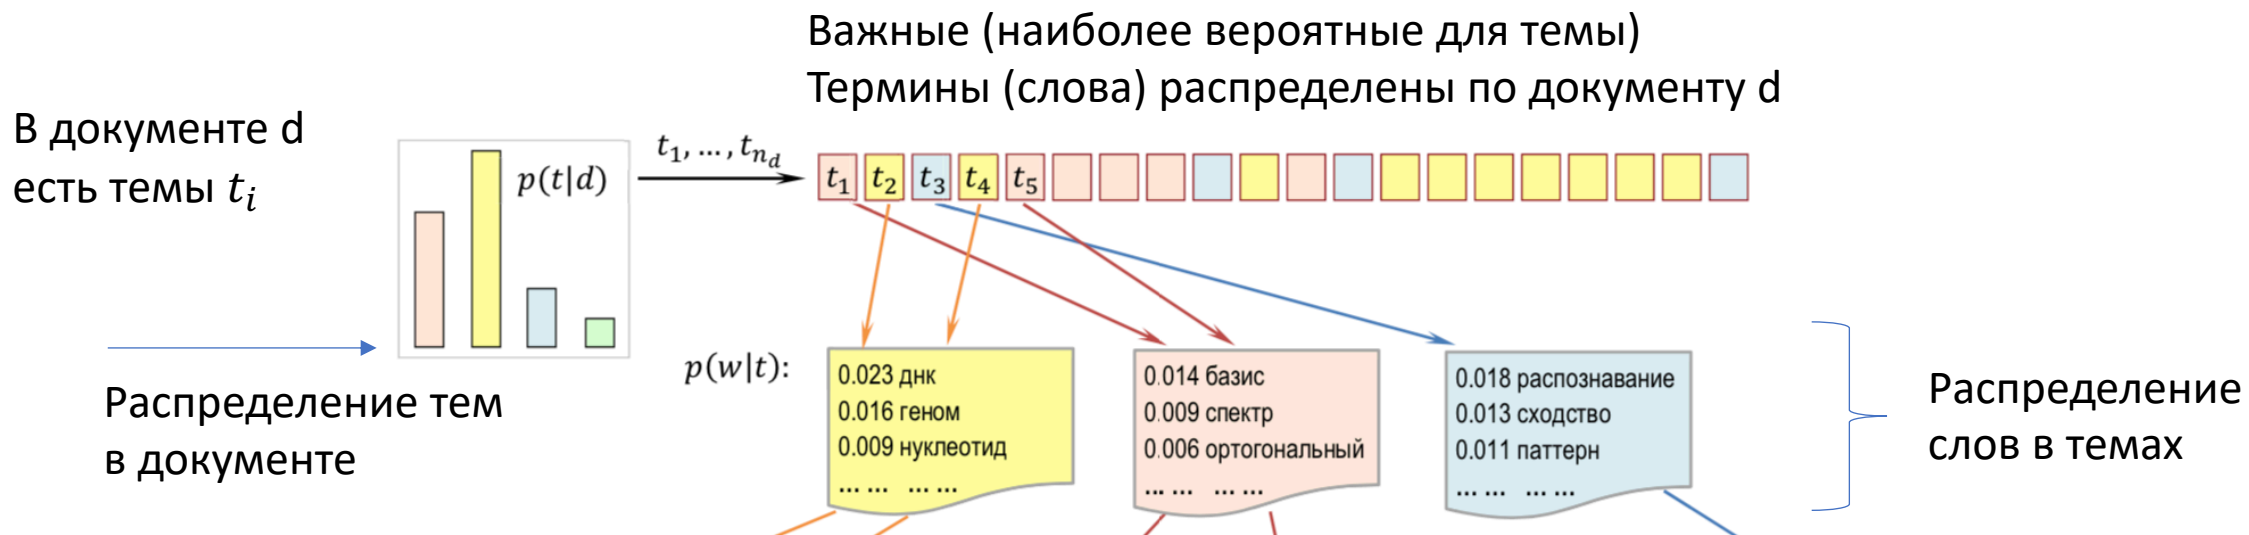 Важные (наиболее вероятные для темы)
Термины (слова) распределены по документу d
В документе d
есть темы tᵢ
p(t|d)
t₁, ..., t_{n_d}
t₁ t₂ t₃ t₄ t₅
p(w|t):
0.023 днк
0.016 геном
0.009 нуклеотид
... ... ... ...
0.014 базис
0.009 спектр
0.006 ортогональный
... ... ... ...
0.018 распознавание
0.013 сходство
0.011 паттерн
... ... ... ...
Распределение тем
в документе
Распределение
слов в темах